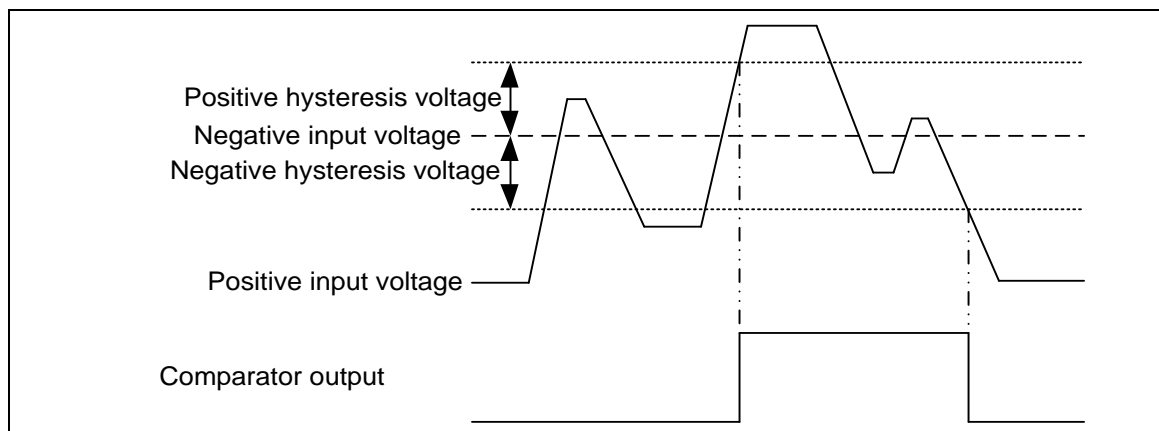 Positive hysteresis voltage
Negative input voltage
Negative hysteresis voltage
Positive input voltage
Comparator output